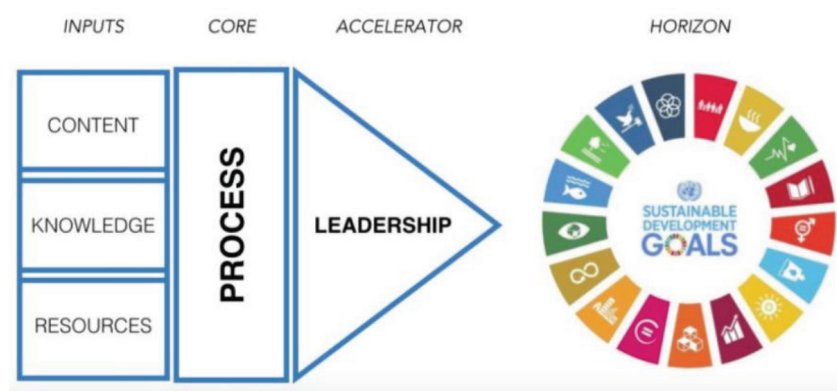 INPUTS
CORE
ACCELERATOR
HORIZON
CONTENT
KNOWLEDGE
RESOURCES
PROCESS
LEADERSHIP
SUSTAINABLE
DEVELOPMENT
GOALS